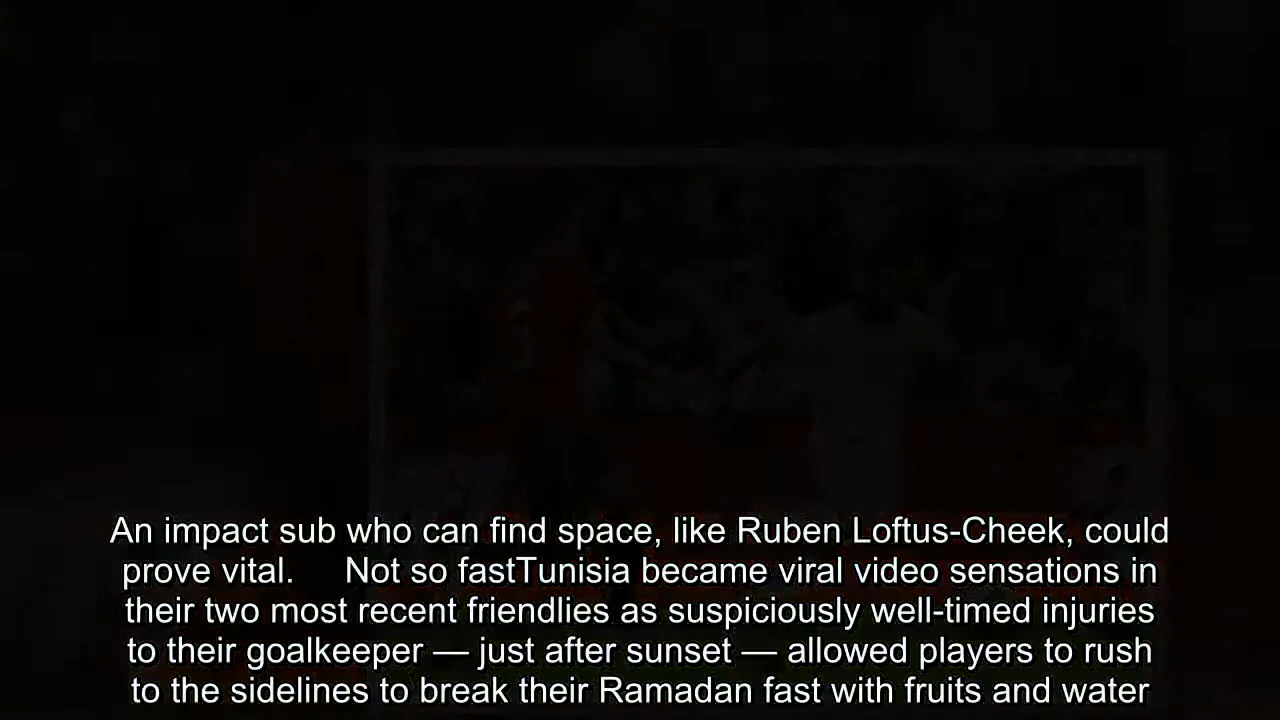 An impact sub who can find space, like Ruben Loftus-Cheek, could
prove vital.     Not so fastTunisia became viral video sensations in
their two most recent friendlies as suspiciously well-timed injuries
to their goalkeeper — just after sunset — allowed players to rush
to the sidelines to break their Ramadan fast with fruits and water